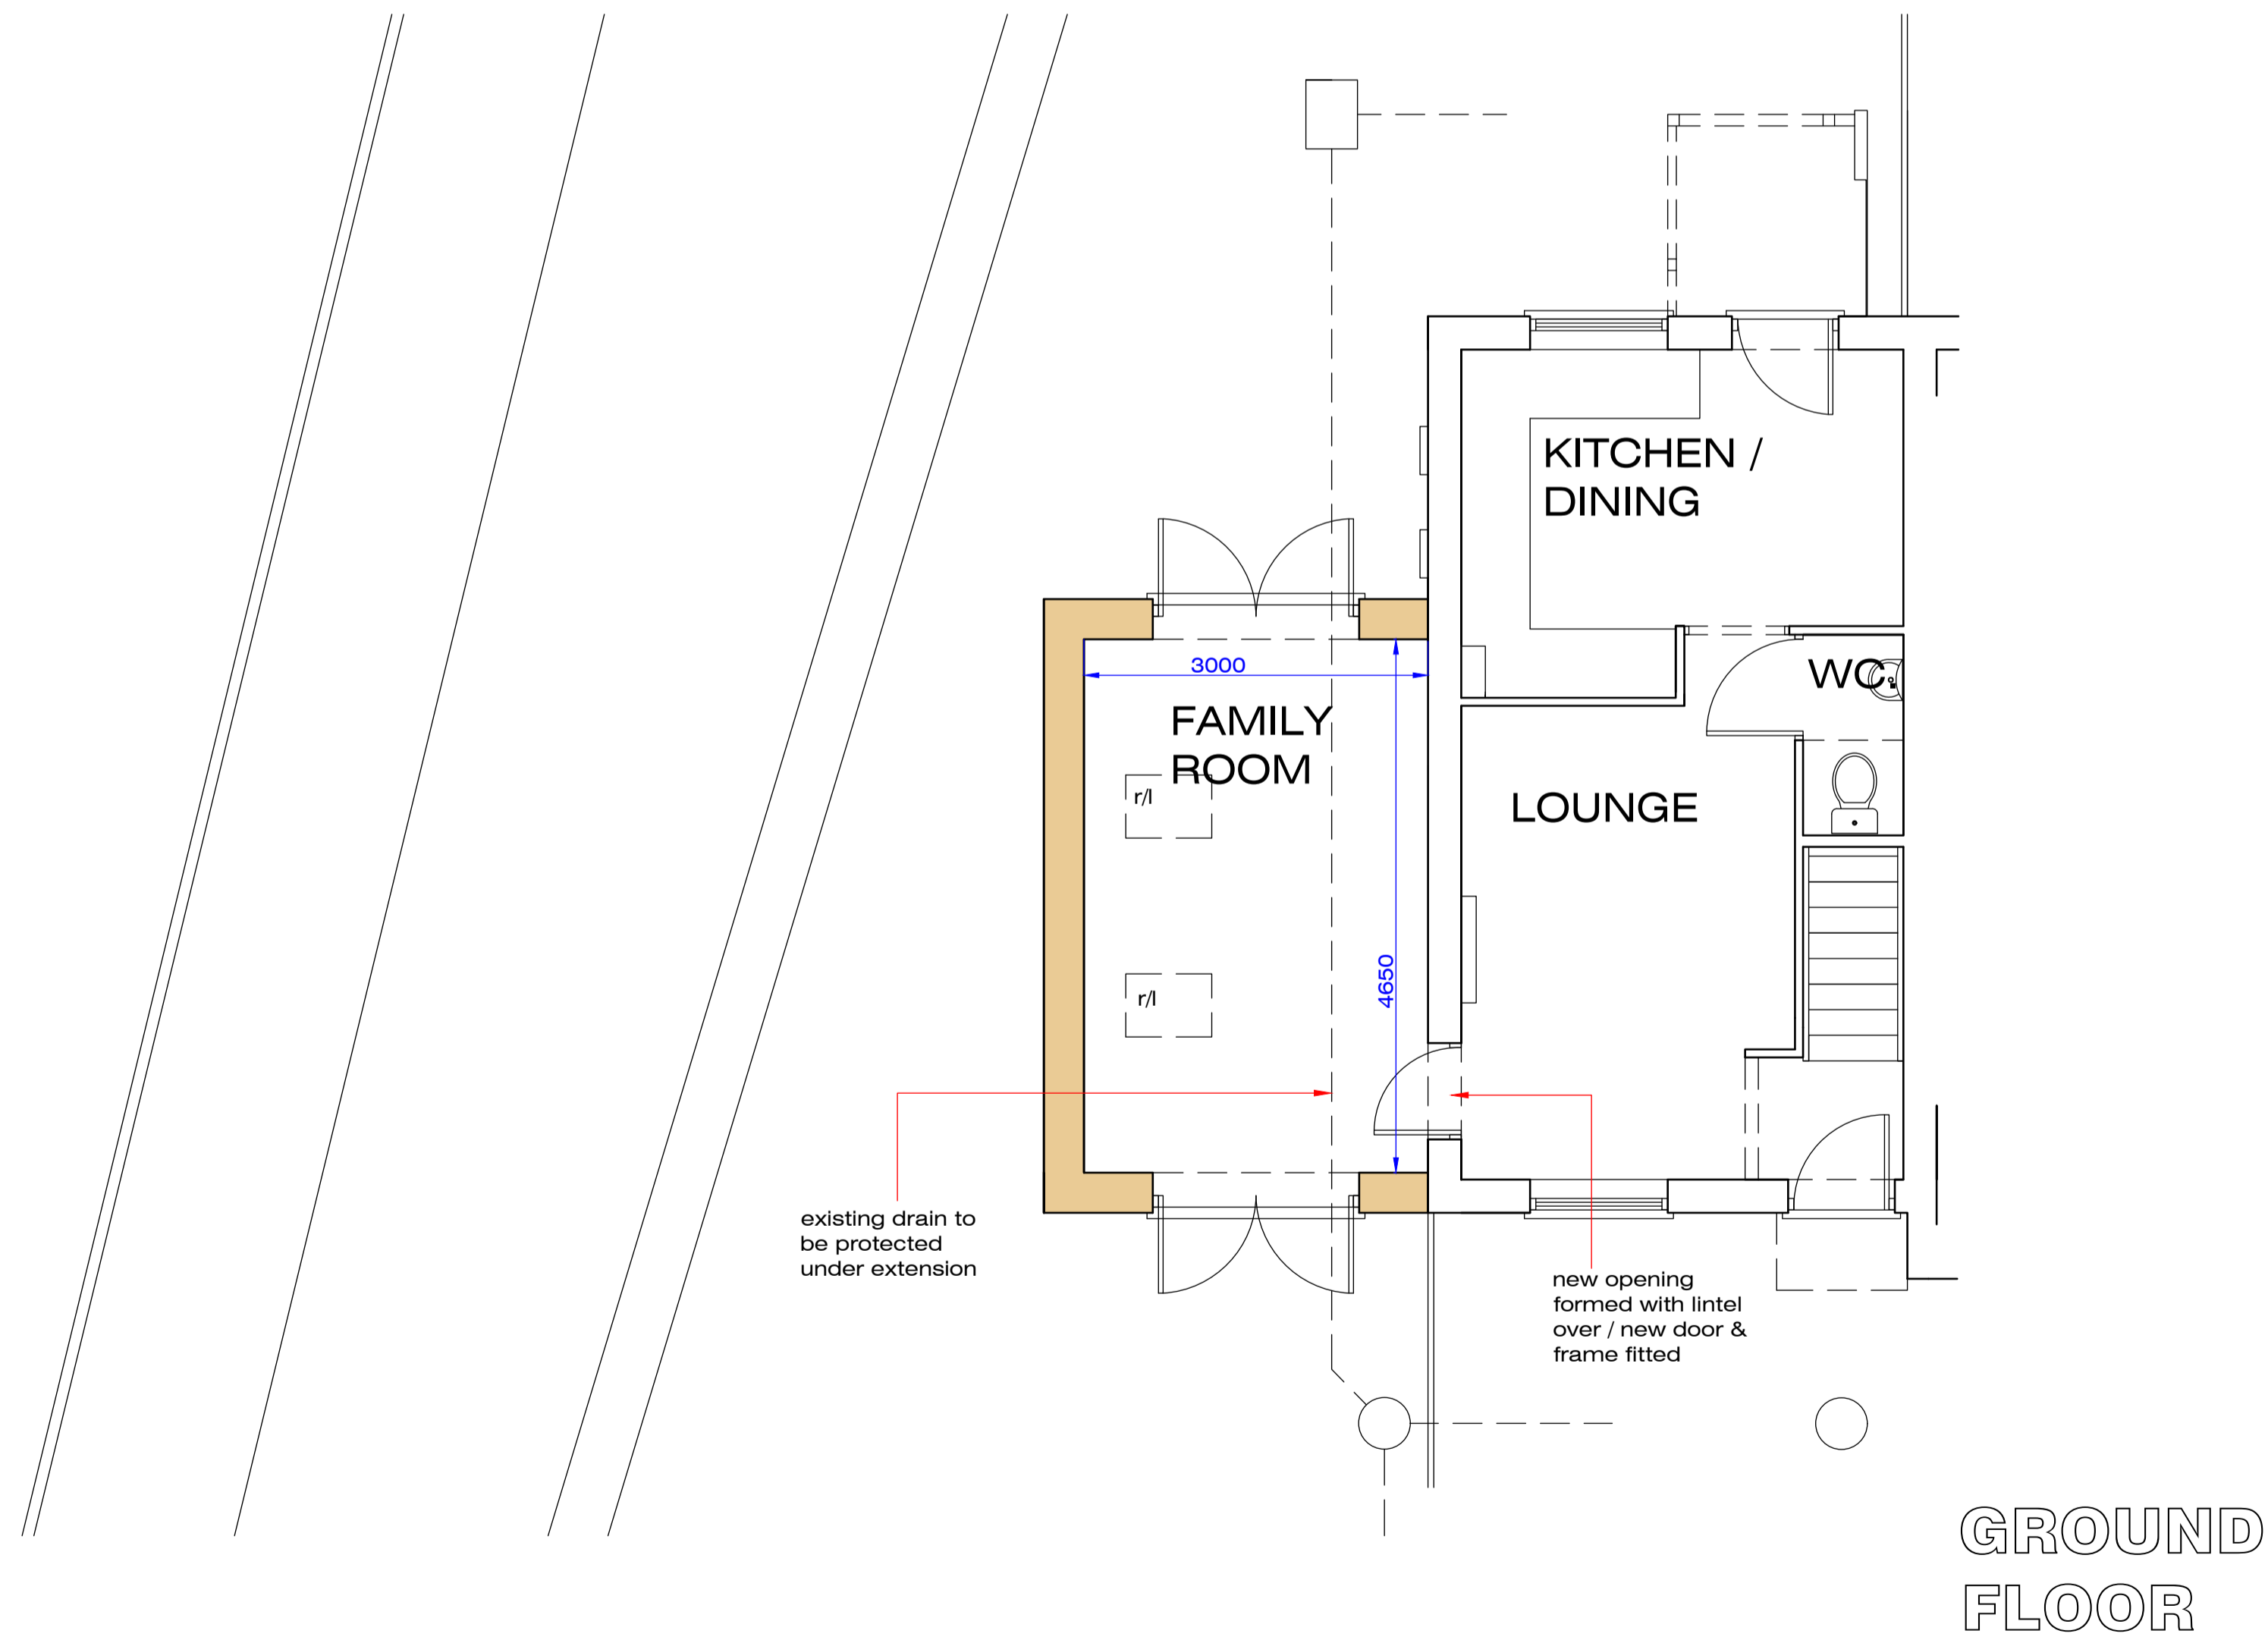 KITCHEN /
DINING
3000
WC
FAMILY
ROOM
r/l
LOUNGE
4650
r/l
existing drain to
be protected
under extension
new opening
formed with lintel
over / new door &
frame fitted
GROUND
FLOOR